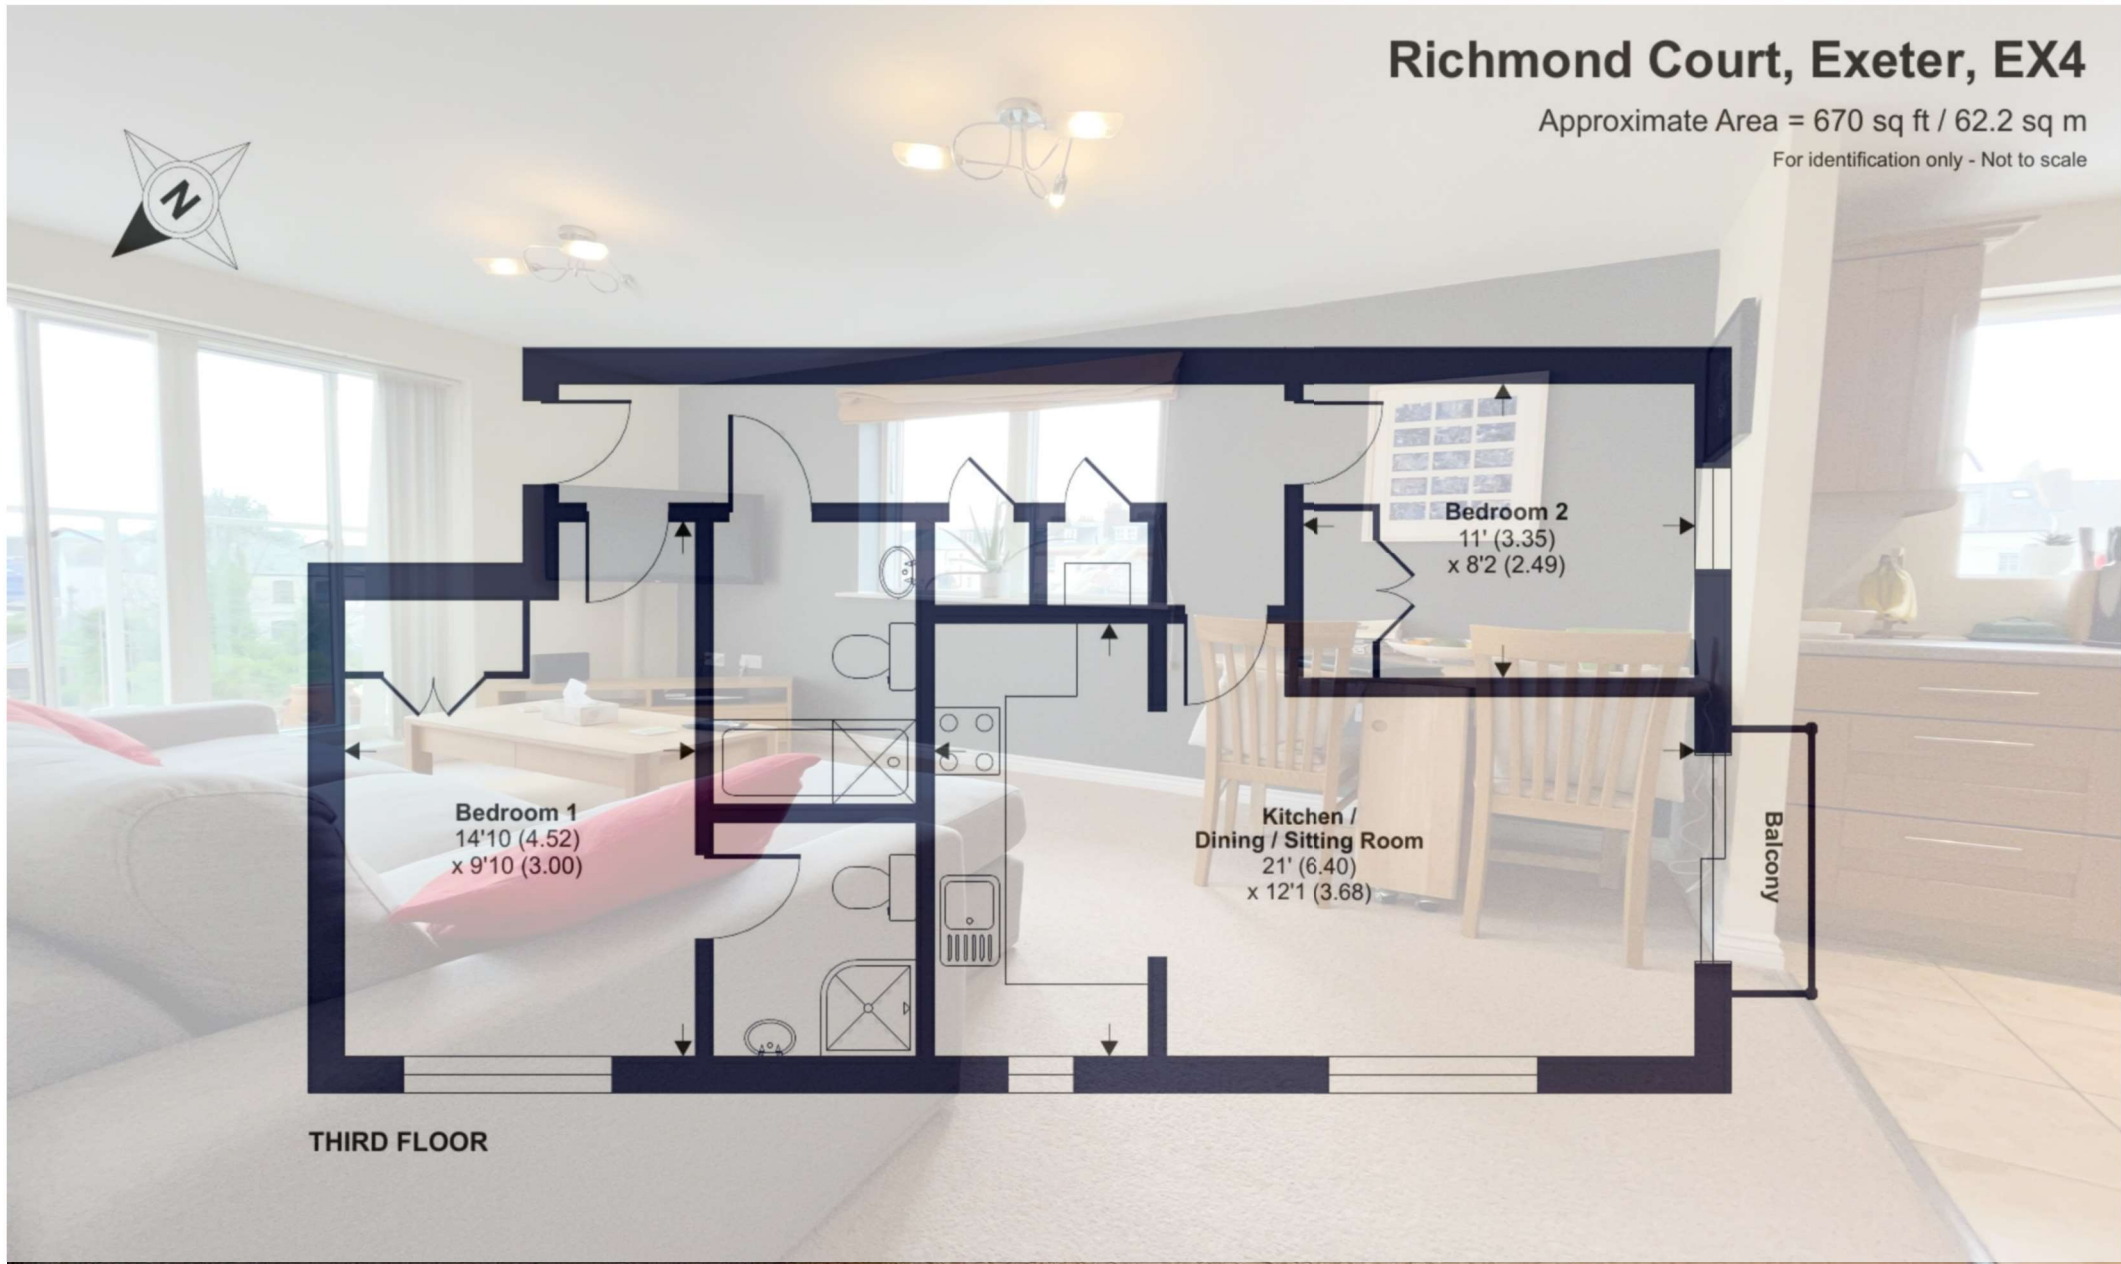 Richmond Court, Exeter, EX4
Approximate Area = 670 sq ft / 62.2 sq m
For identification only - Not to scale
N
Bedroom 2
11' (3.35)
x 8'2 (2.49)
Bedroom 1
14'10 (4.52)
x 9'10 (3.00)
Kitchen /
Dining / Sitting Room
21' (6.40)
x 12'1 (3.68)
Balcony
THIRD FLOOR